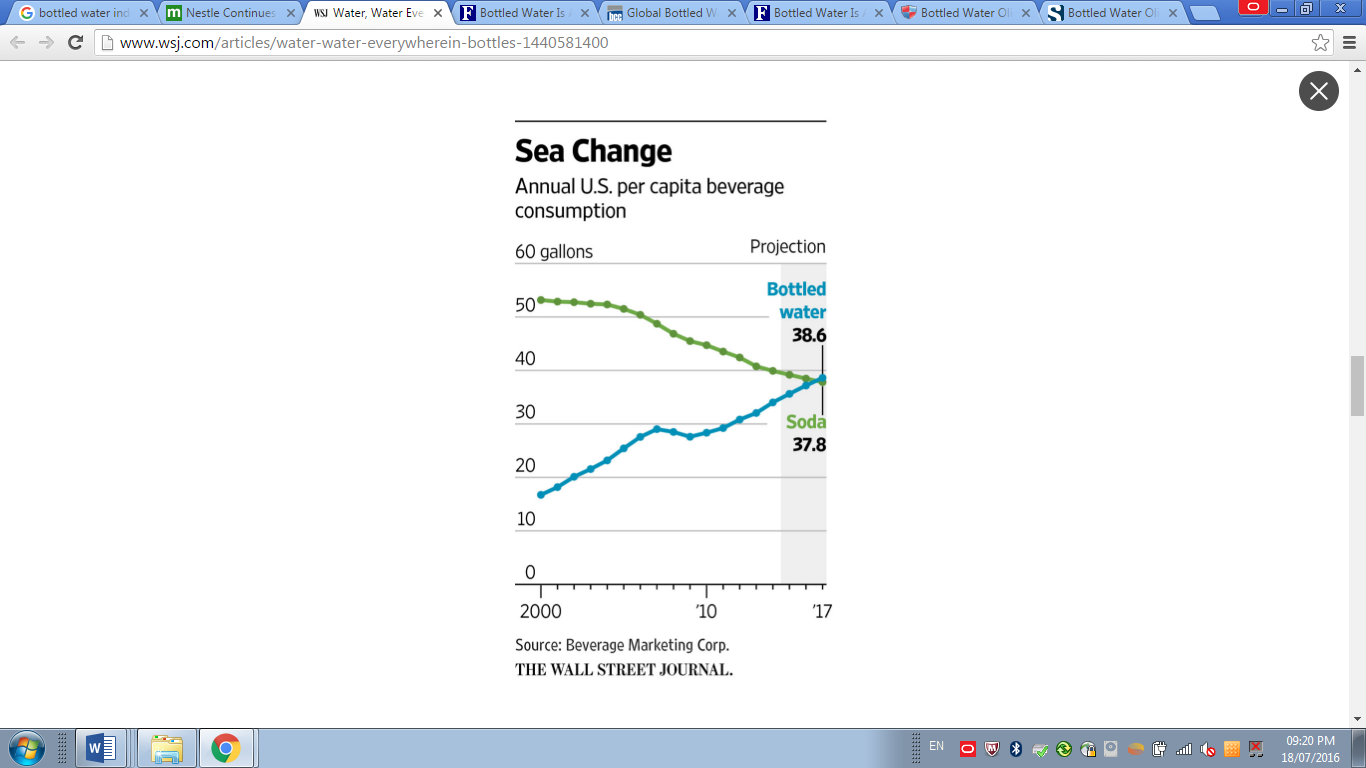 bottled water ind
Nestle Continues
WSJ Water, Water Eve
F Bottled Water Is A
bcc Global Bottled W
F Bottled Water Is A
Bottled Water Oli
S Bottled Water Oli
www.wsj.com/articles/water-water-everywherein-bottles-1440581400
Sea Change
Annual U.S. per capita beverage
consumption
60 gallons
Projection
Bottled
water
38.6
50
40
30
20
10
0
Soda
37.8
2000 '10 '17
Source: Beverage Marketing Corp.
THE WALL STREET JOURNAL.
EN
09:20 PM
18/07/2016